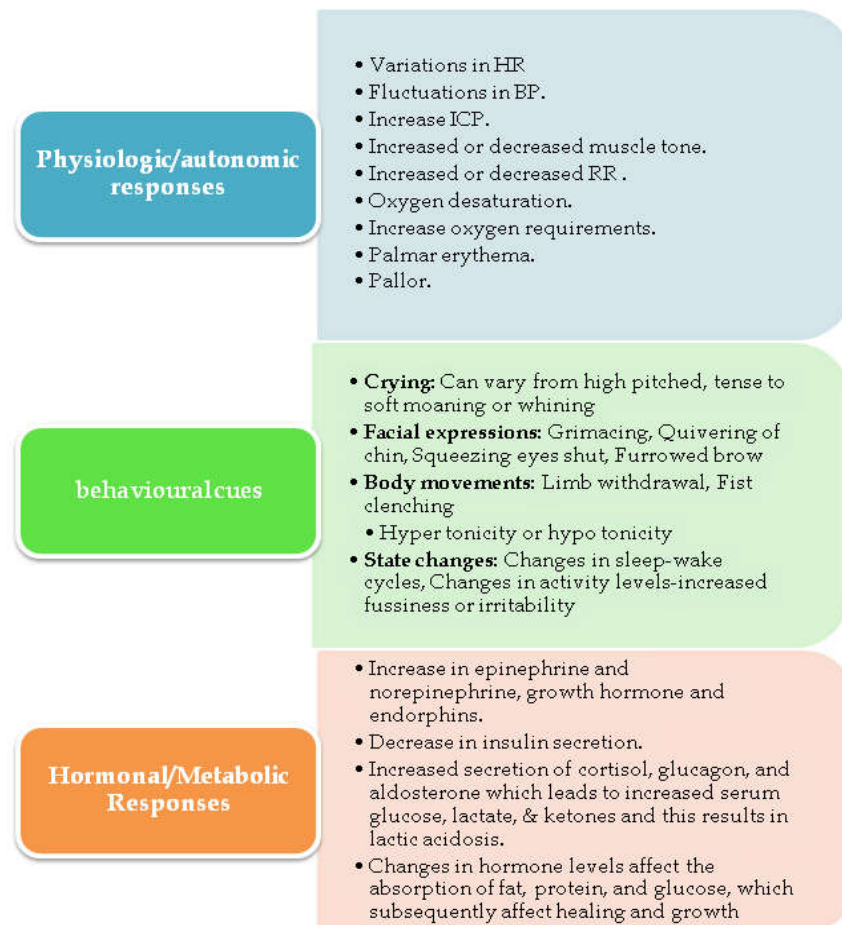 Physiologic/autonomic
responses
• Variations in HR
• Fluctuations in BP.
• Increase ICP.
• Increased or decreased muscle tone.
• Increased or decreased RR .
• Oxygen desaturation.
• Increase oxygen requirements.
• Palmar erythema.
• Pallor.
behavioural cues
• Crying: Can vary from high pitched, tense to
soft moaning or whining
• Facial expressions: Grimacing, Quivering of
chin, Squeezing eyes shut, Furrowed brow
• Body movements: Limb withdrawal, Fist
clenching
• Hyper tonicity or hypo tonicity
• State changes: Changes in sleep-wake
cycles, Changes in activity levels-increased
fussiness or irritability
Hormonal/Metabolic
Responses
• Increase in epinephrine and
norepinephrine, growth hormone and
endorphins.
• Decrease in insulin secretion.
• Increased secretion of cortisol, glucagon, and
aldosterone which leads to increased serum
glucose, lactate, & ketones and this results in
lactic acidosis.
• Changes in hormone levels affect the
absorption of fat, protein, and glucose, which
subsequently affect healing and growth